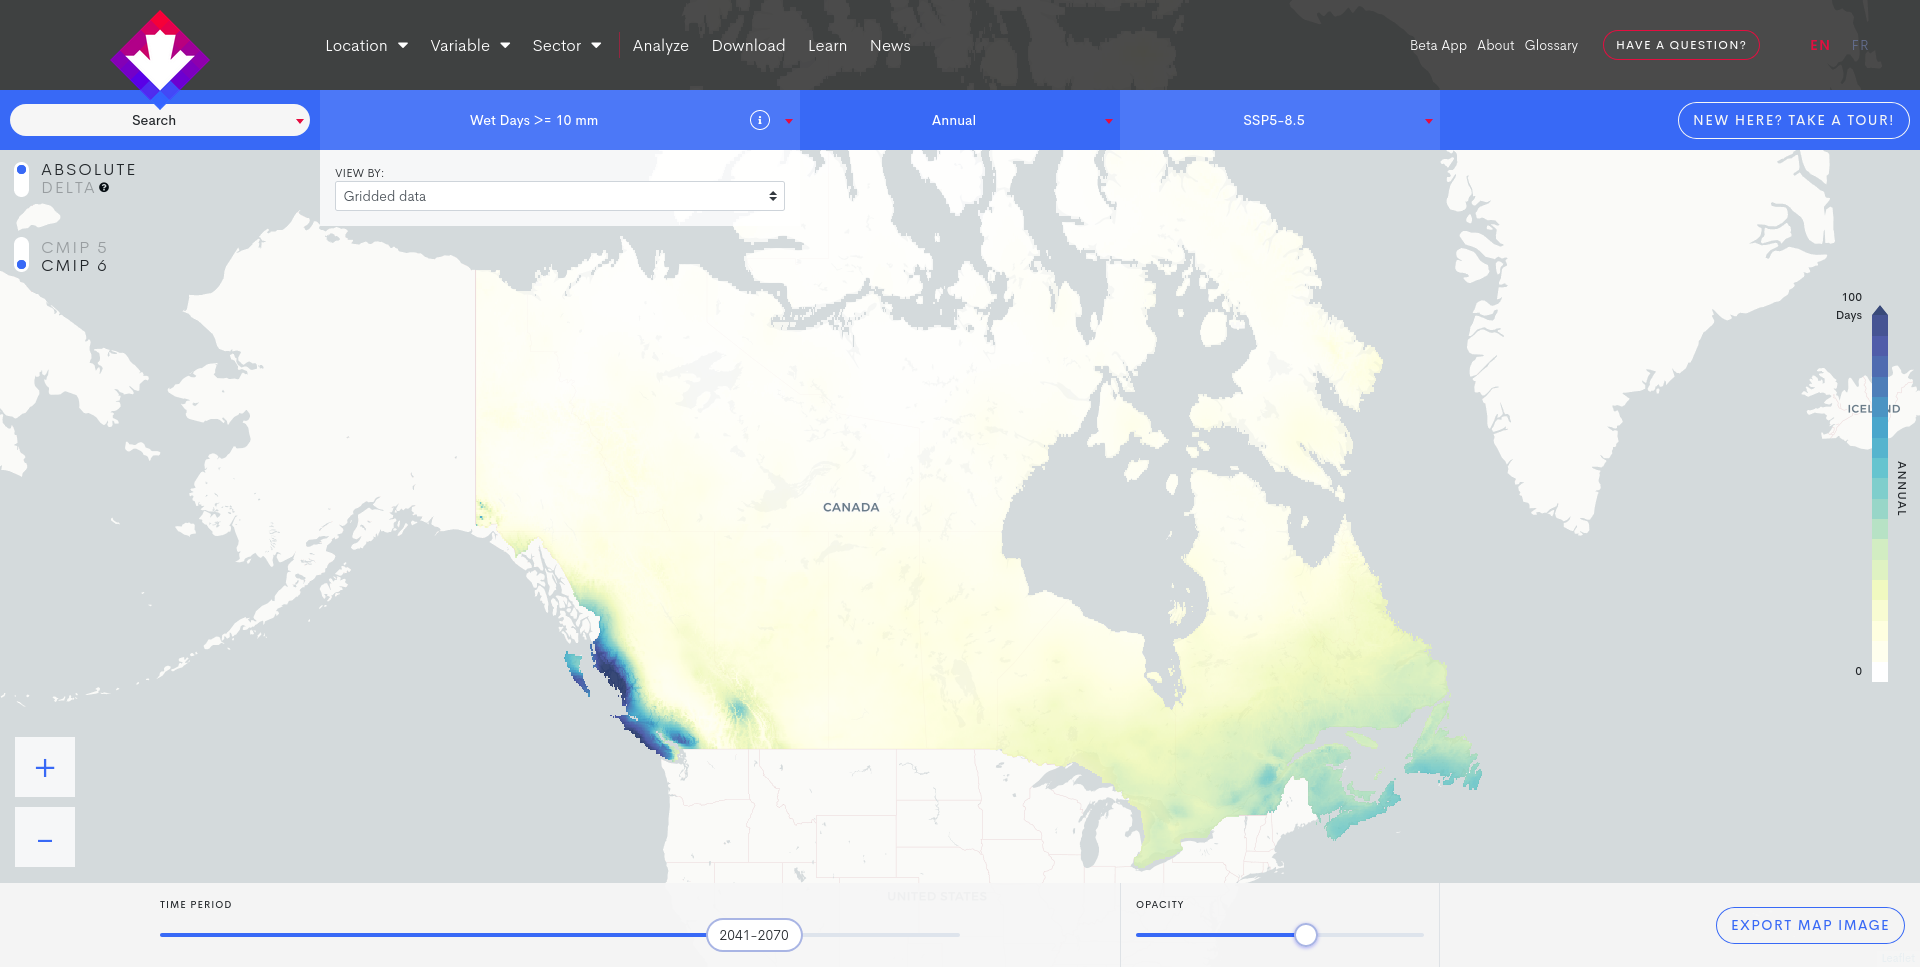 Location Variable Sector Analyze Download Learn News Beta App About Glossary HAVE A QUESTION? EN FR
Search Wet Days >= 10 mm i Annual SSP5-8.5 NEW HERE? TAKE A TOUR!
ABSOLUTE
DELTA ?
VIEW BY:
Gridded data
CMIP 5
CMIP 6
100
Days
ICELAND
ANNUAL
CANADA
0
+
−
UNITED STATES
TIME PERIOD
2041-2070
OPACITY
EXPORT MAP IMAGE